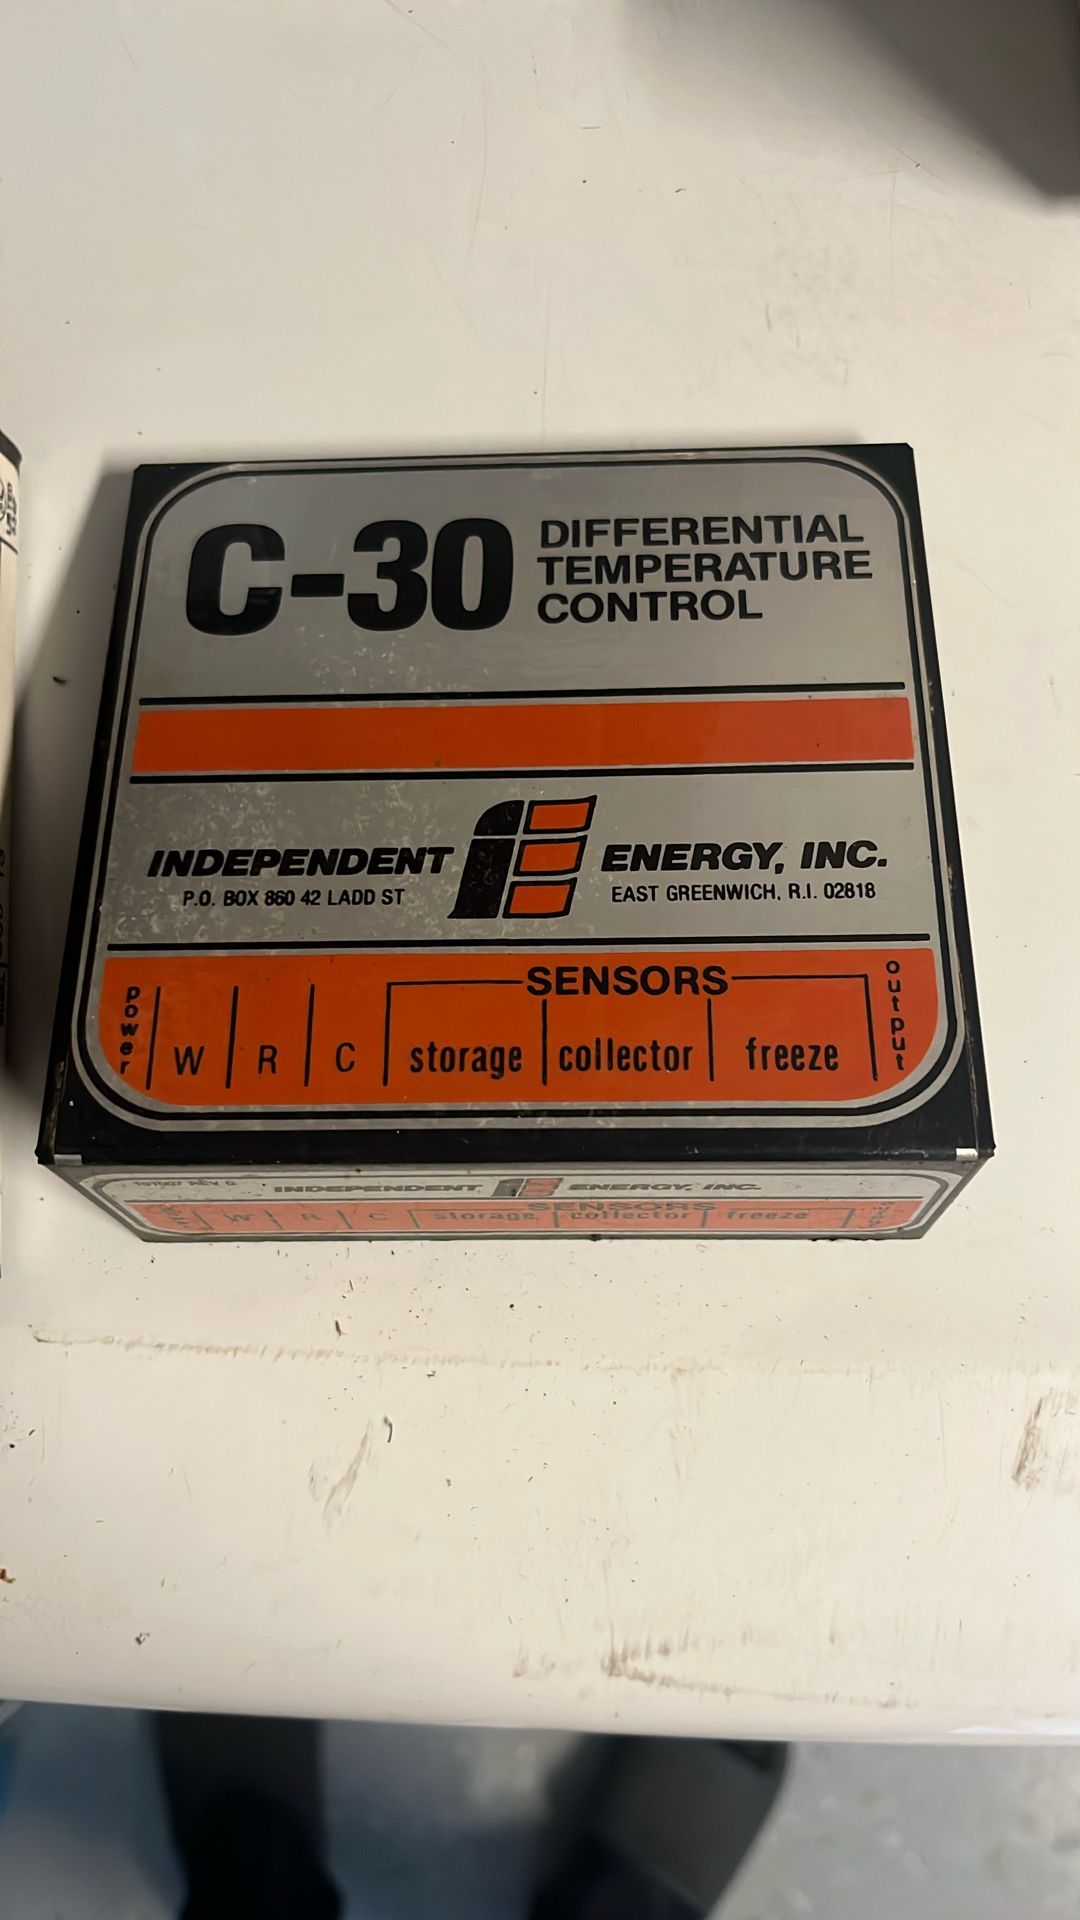 C-30 DIFFERENTIAL
TEMPERATURE
CONTROL
INDEPENDENT ENERGY, INC.
P.O. BOX 860 42 LADD ST EAST GREENWICH, R.I. 02818
SENSORS
power W R C storage collector freeze output
INDEPENDENT ENERGY, INC.
SENSORS
W R C storage collector freeze